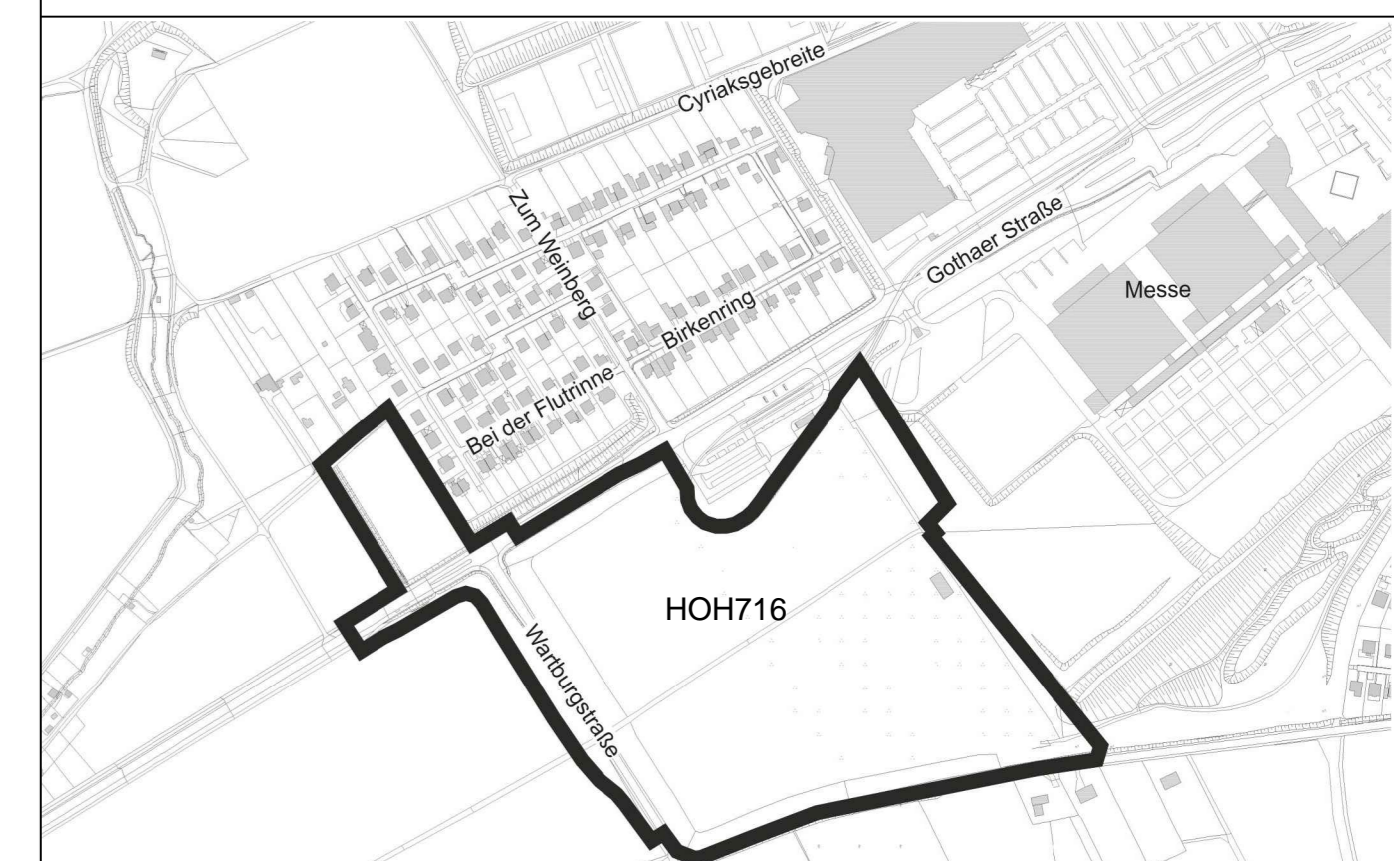 Cyriaksgebreite
Zum Weinberg
Gothaer Straße
Messe
Birkenring
Bei der Flutrinne
HOH716
Wartburgstraße